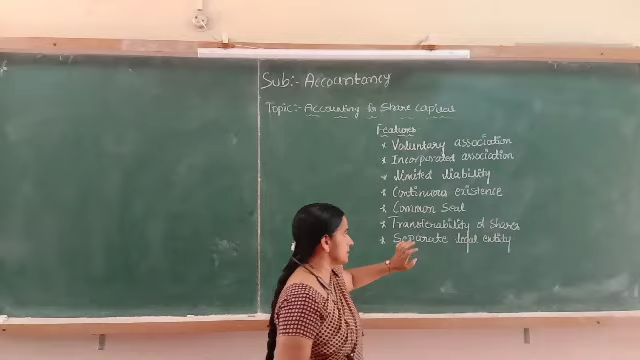 Sub:- Accountancy
Topic:- Accounting for Share Capital
Features
* Voluntary association
* Incorporated association
* Limited liability
* Continuous existence
* Common Seal
* Transferability of shares
* Separate legal entity